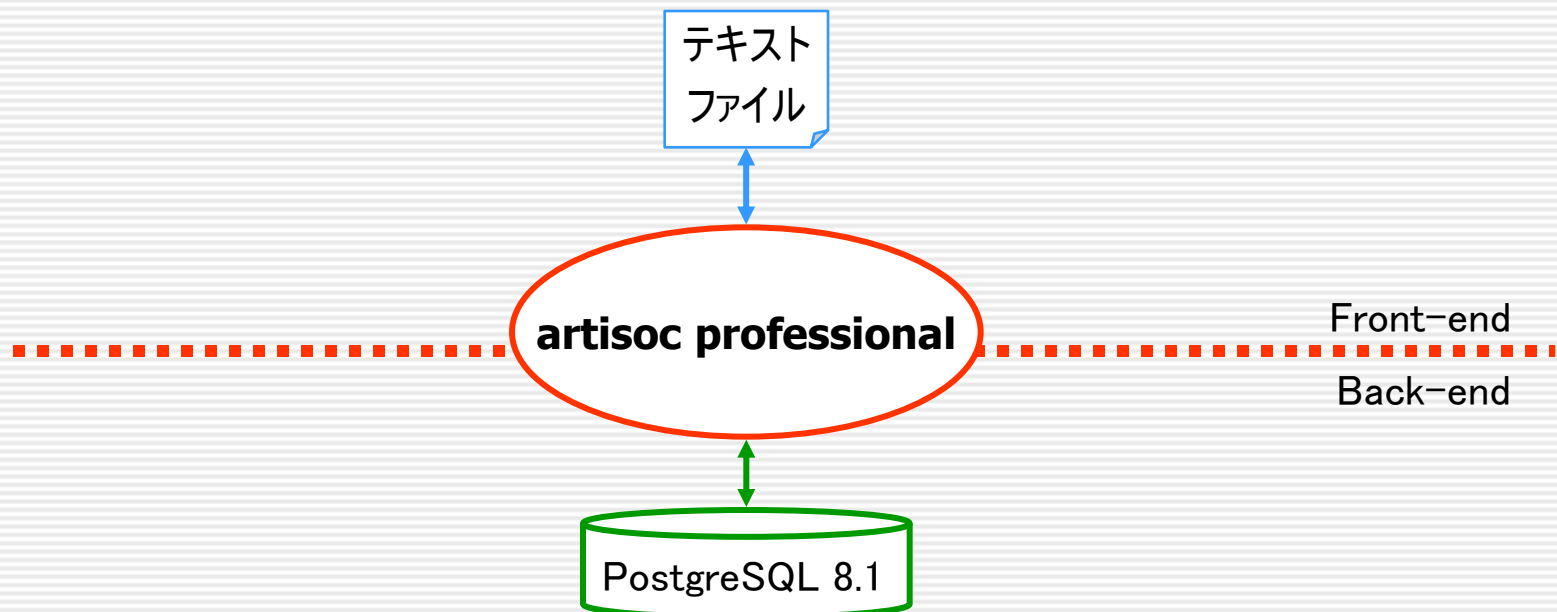 テキスト
ファイル
artisoc professional
Front-end
Back-end
PostgreSQL 8.1